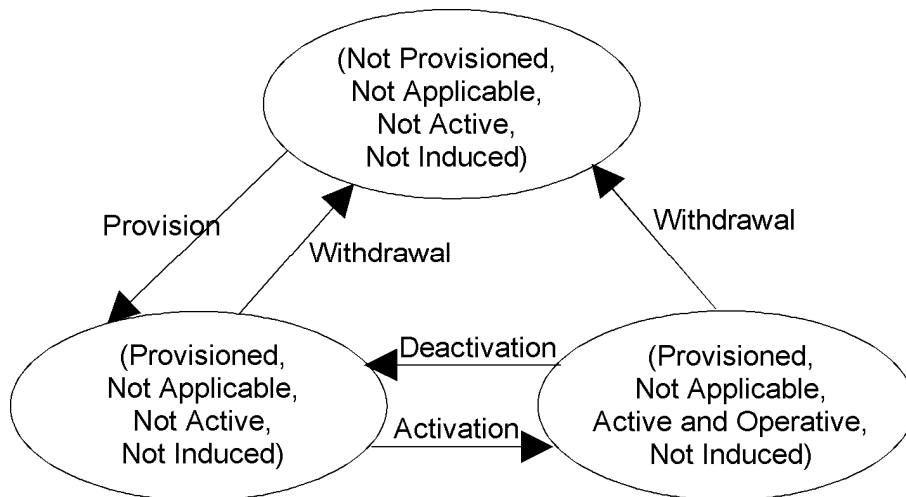 (Not Provisioned,
Not Applicable,
Not Active,
Not Induced)
Provision
Withdrawal
Withdrawal
(Provisioned,
Not Applicable,
Not Active,
Not Induced)
Deactivation
Activation
(Provisioned,
Not Applicable,
Active and Operative,
Not Induced)